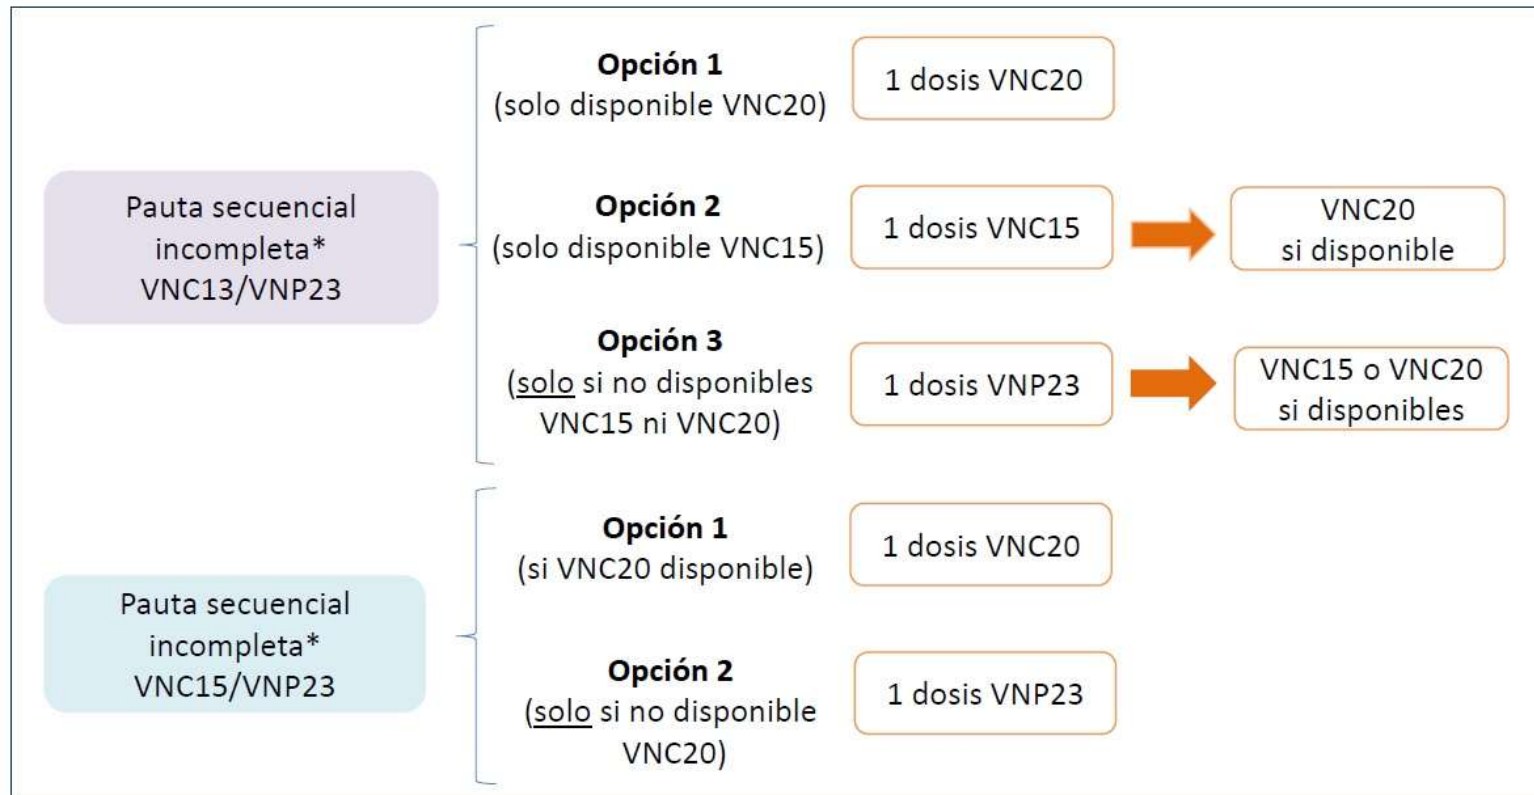 Pauta secuencial
incompleta*
VNC13/VNP23
Opción 1
(solo disponible VNC20)
1 dosis VNC20
Opción 2
(solo disponible VNC15)
1 dosis VNC15
VNC20
si disponible
Opción 3
(solo si no disponibles
VNC15 ni VNC20)
1 dosis VNP23
VNC15 o VNC20
si disponibles
Pauta secuencial
incompleta*
VNC15/VNP23
Opción 1
(si VNC20 disponible)
1 dosis VNC20
Opción 2
(solo si no disponible
VNC20)
1 dosis VNP23